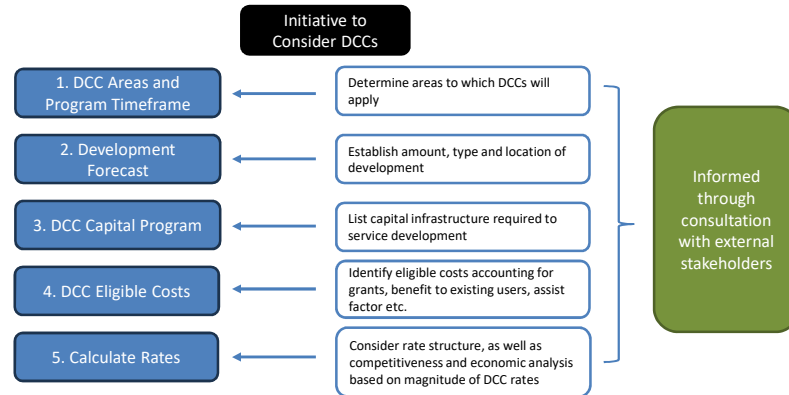 Initiative to
Consider DCCs
1. DCC Areas and
Program Timeframe
Determine areas to which DCCs will
apply
2. Development
Forecast
Establish amount, type and location of
development
3. DCC Capital Program
List capital infrastructure required to
service development
4. DCC Eligible Costs
Identify eligible costs accounting for
grants, benefit to existing users, assist
factor etc.
5. Calculate Rates
Consider rate structure, as well as
competitiveness and economic analysis
based on magnitude of DCC rates
Informed
through
consultation
with external
stakeholders